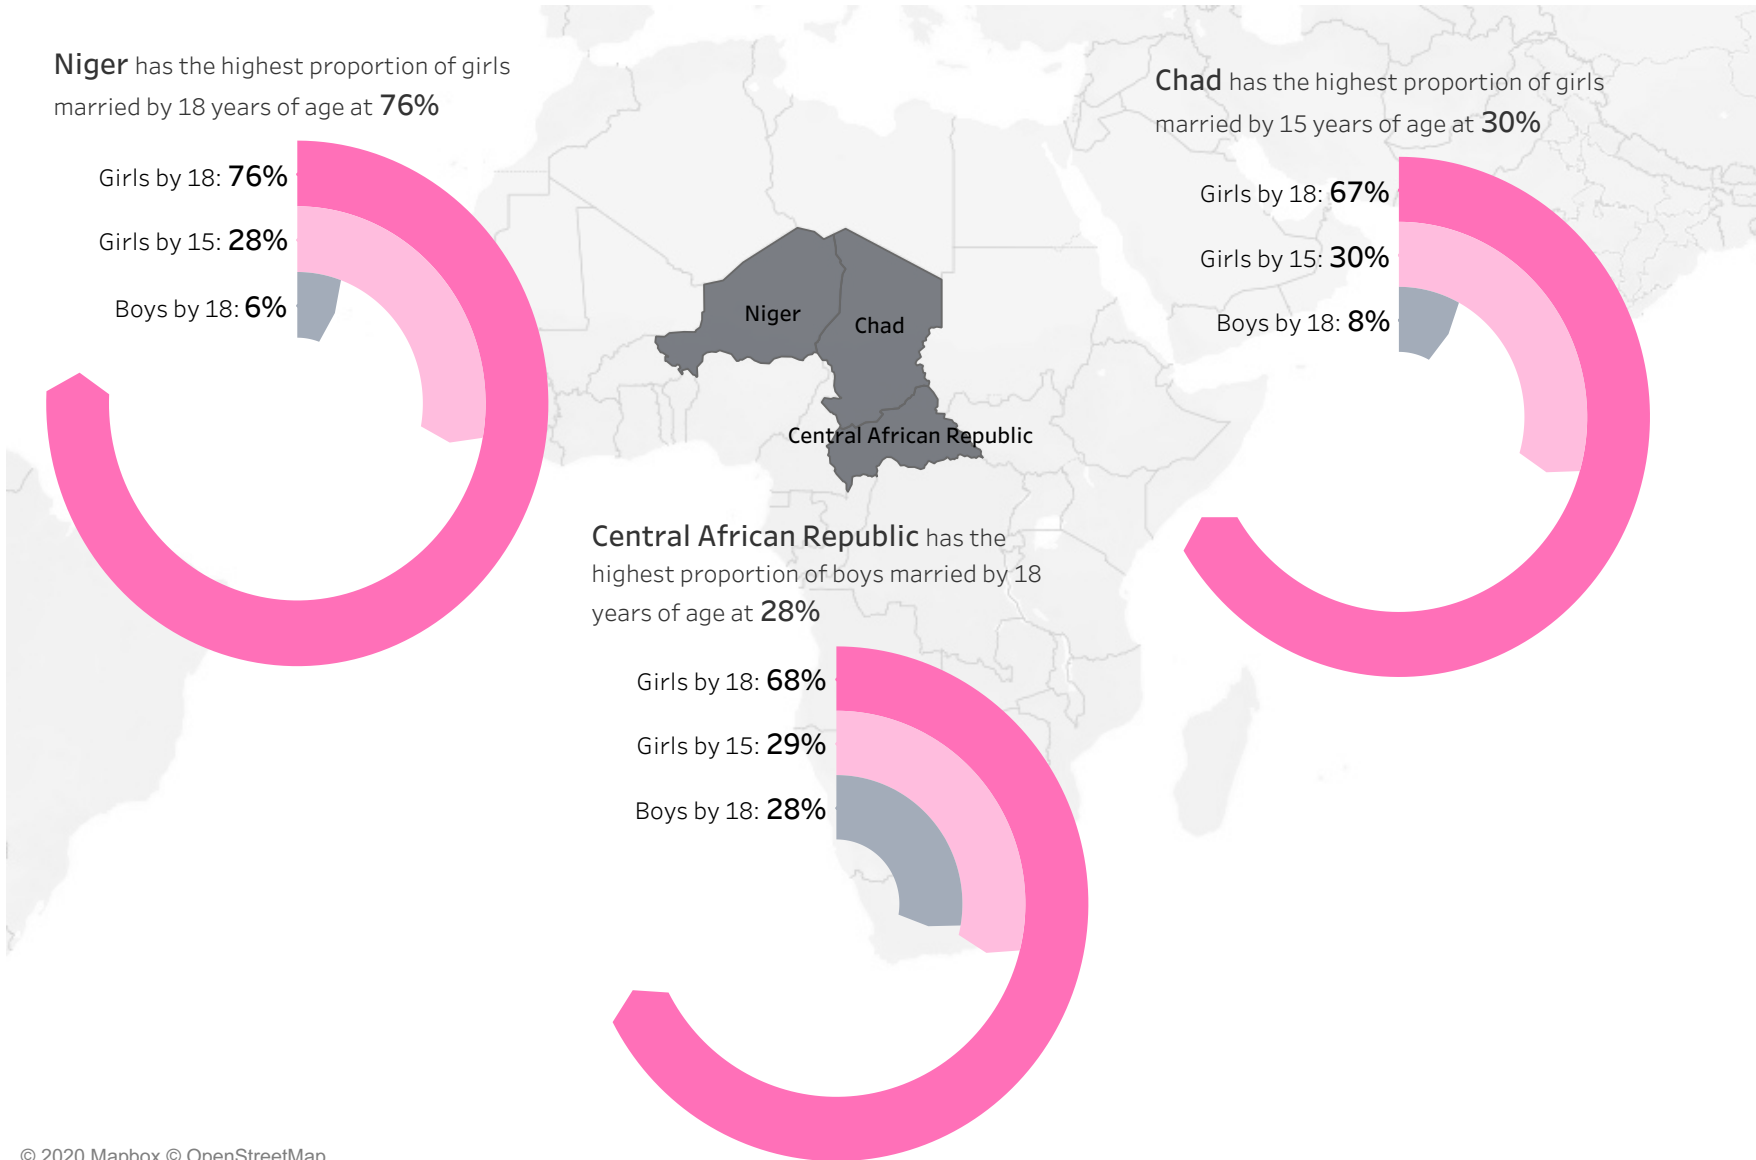 Niger has the highest proportion of girls
married by 18 years of age at 76%
Girls by 18: 76%
Girls by 15: 28%
Boys by 18: 6%
Chad has the highest proportion of girls
married by 15 years of age at 30%
Girls by 18: 67%
Girls by 15: 30%
Boys by 18: 8%
Niger
Chad
Central African Republic
Central African Republic has the
highest proportion of boys married by 18
years of age at 28%
Girls by 18: 68%
Girls by 15: 29%
Boys by 18: 28%
© 2020 Mapbox © OpenStreetMap